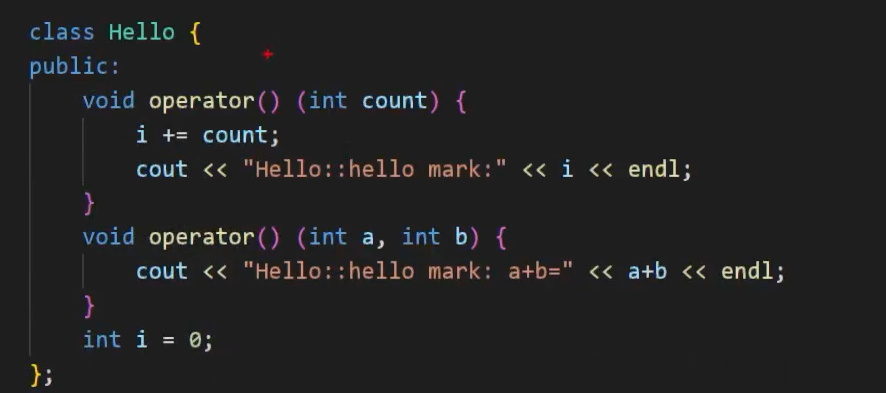 class Hello {
public:
    void operator() (int count) {
        i += count;
        cout << "Hello::hello mark:" << i << endl;
    }
    void operator() (int a, int b) {
        cout << "Hello::hello mark: a+b=" << a+b << endl;
    }
    int i = 0;
};